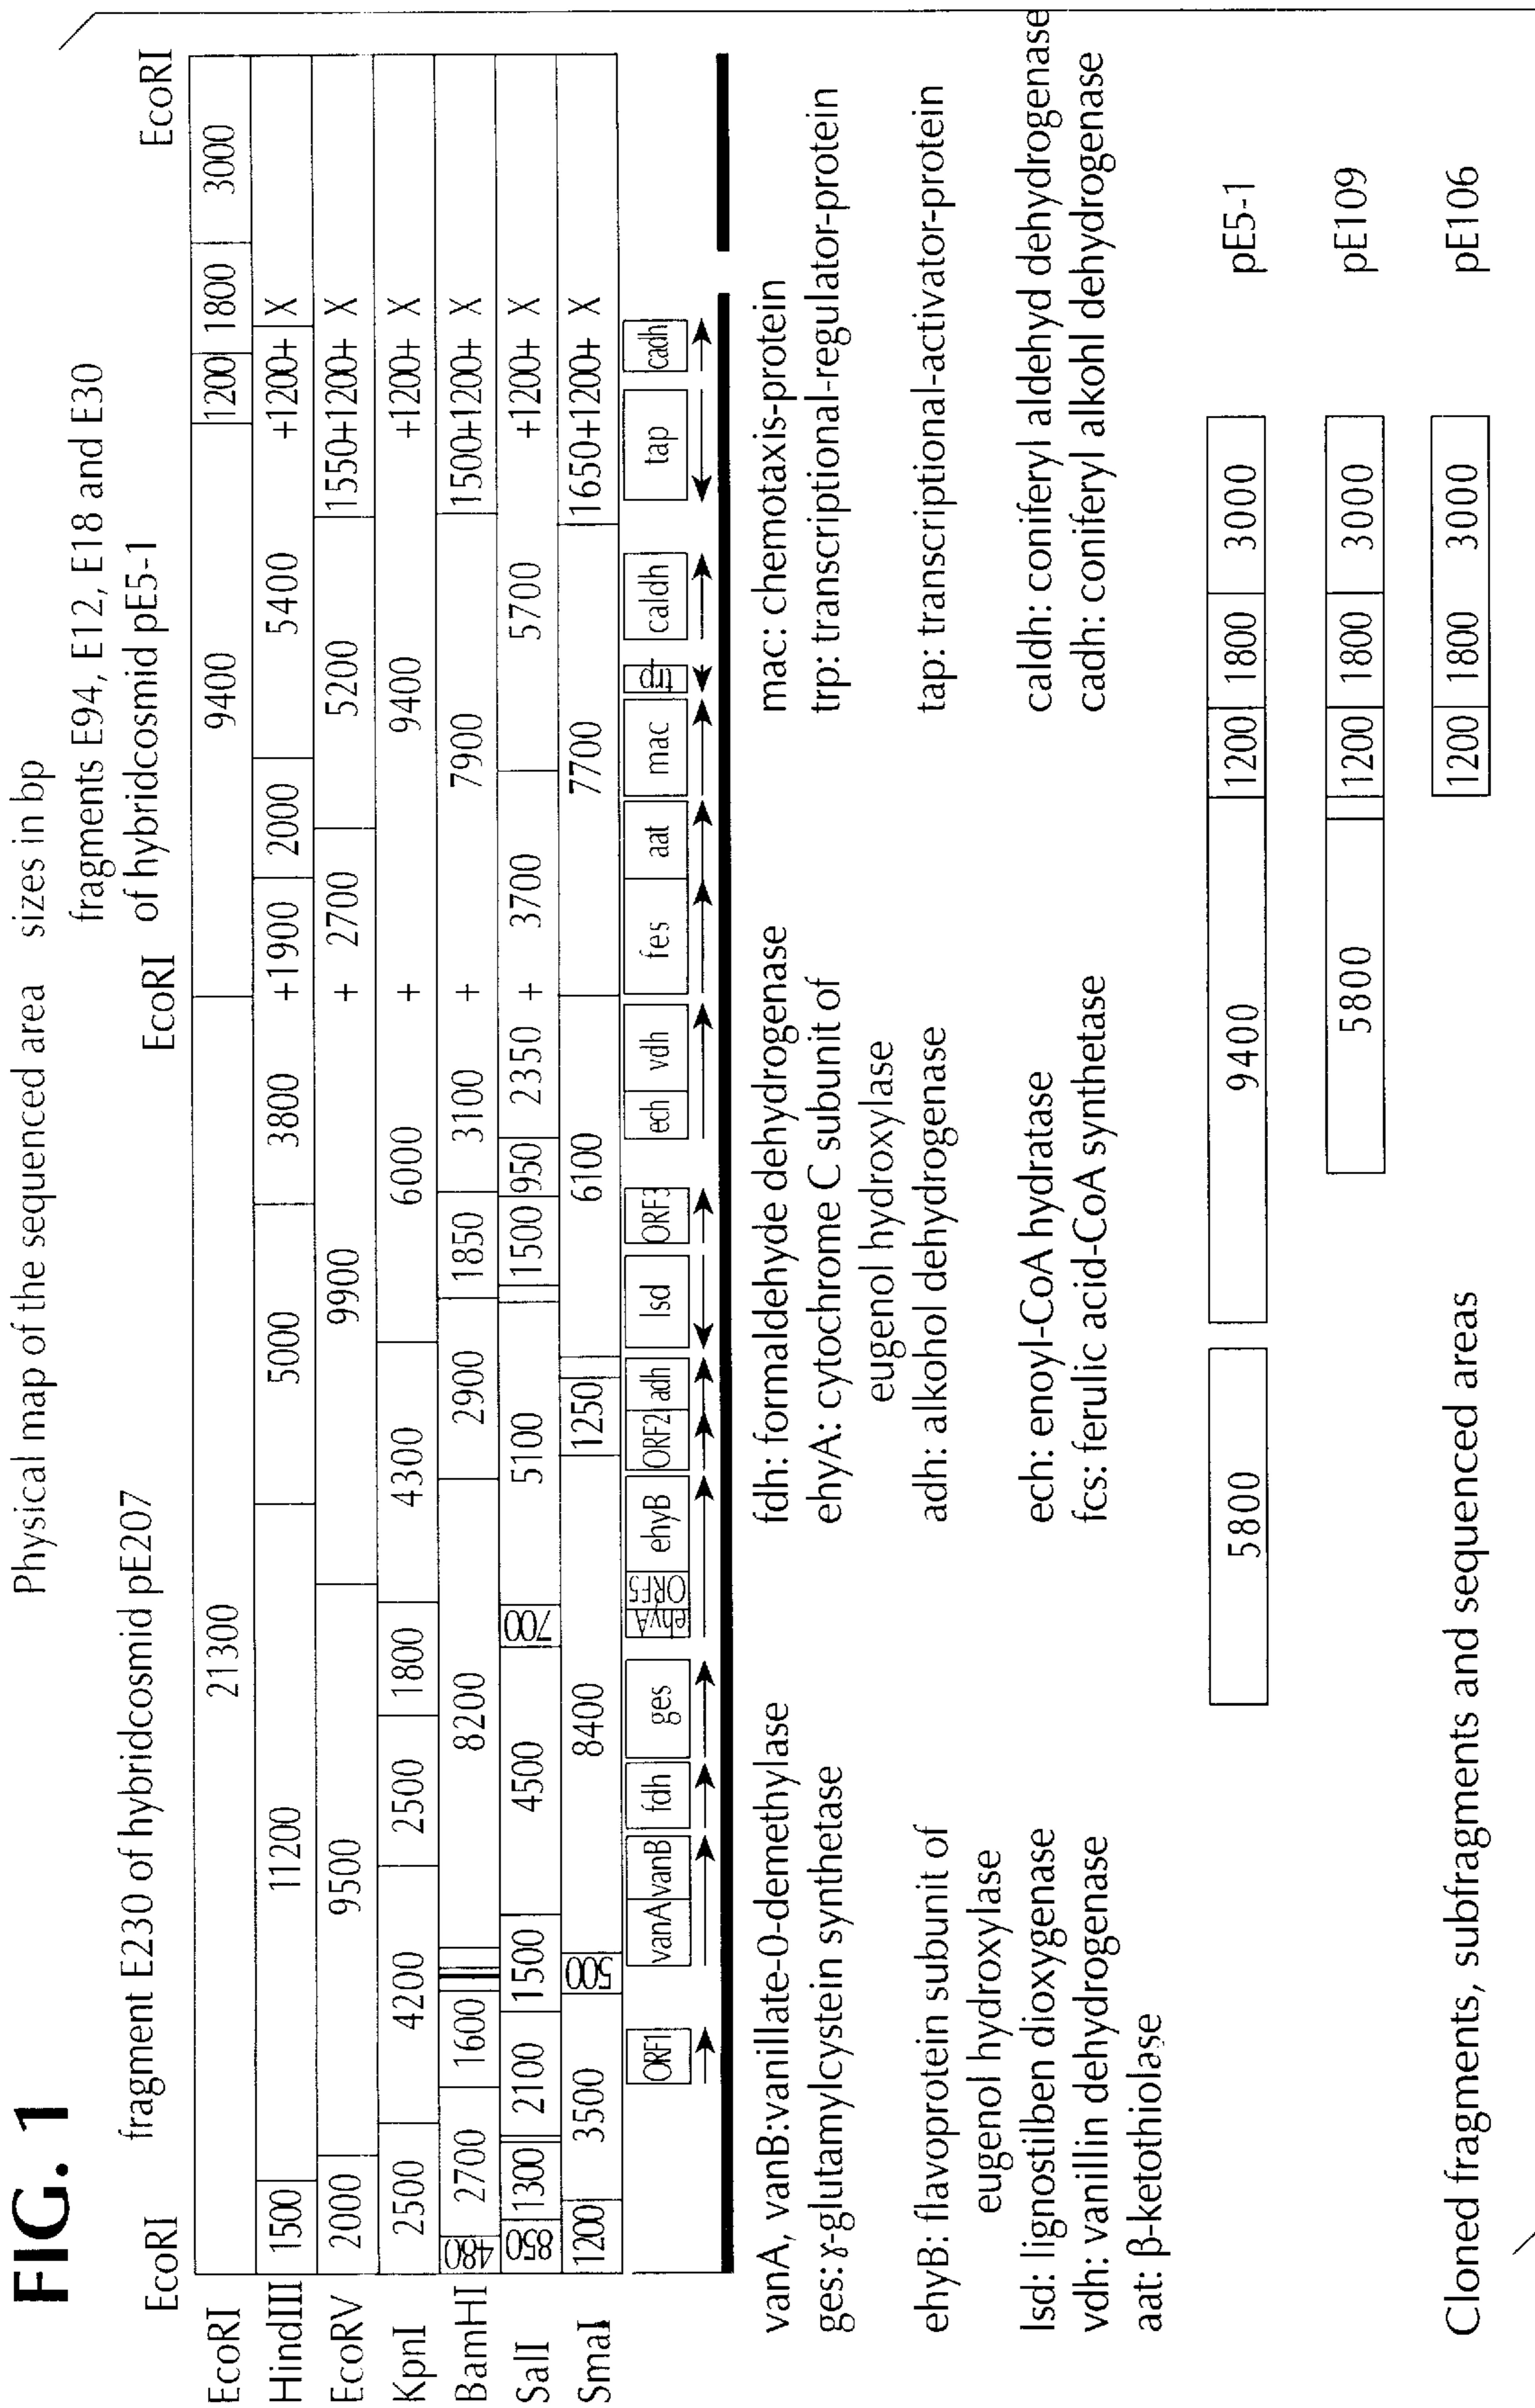 FIG. 1
Physical map of the sequenced area sizes in bp
fragments E94, E12, E18 and E30
fragment E230 of hybridcosmid pE207
of hybridcosmid pE5-1
EcoRI EcoRI EcoRI
EcoRI 21300 9400 1200 1800 3000
HindIII 1500 11200 5000 3800 +1900 2000 5400 +1200+ X
EcoRV 2000 9500 9900 + 2700 5200 1550+1200+ X
KpnI 2500 4200 2500 1800 4300 6000 + 9400 +1200+ X
BamHI 480 2700 1600 8200 2900 1850 3100 + 7900 1500+1200+ X
SalI 850 1300 2100 1500 4500 700 5100 1500 950 2350 + 3700 5700 +1200+ X
SmaI 1200 3500 500 8400 1250 6100 7700 1650+1200+ X
ORF1 vanA vanB fdh ges ehyA ORF5 ehyB ORF2 adh lsd ORF3 ech vdh fes aat mac trp caldh tap cadh
vanA, vanB:vanillate-O-demethylase fdh: formaldehyde dehydrogenase mac: chemotaxis-protein
ges: γ-glutamylcystein synthetase ehyA: cytochrome C subunit of trp: transcriptional-regulator-protein
eugenol hydroxylase
ehyB: flavoprotein subunit of adh: alkohol dehydrogenase tap: transcriptional-activator-protein
eugenol hydroxylase
lsd: lignostilben dioxygenase ech: enoyl-CoA hydratase caldh: coniferyl aldehyd dehydrogenase
vdh: vanillin dehydrogenase fcs: ferulic acid-CoA synthetase cadh: coniferyl alkohl dehydrogenase
aat: β-ketothiolase
5800 9400 1200 1800 3000 pE5-1
5800 1200 1800 3000 pE109
1200 1800 3000 pE106
Cloned fragments, subfragments and sequenced areas